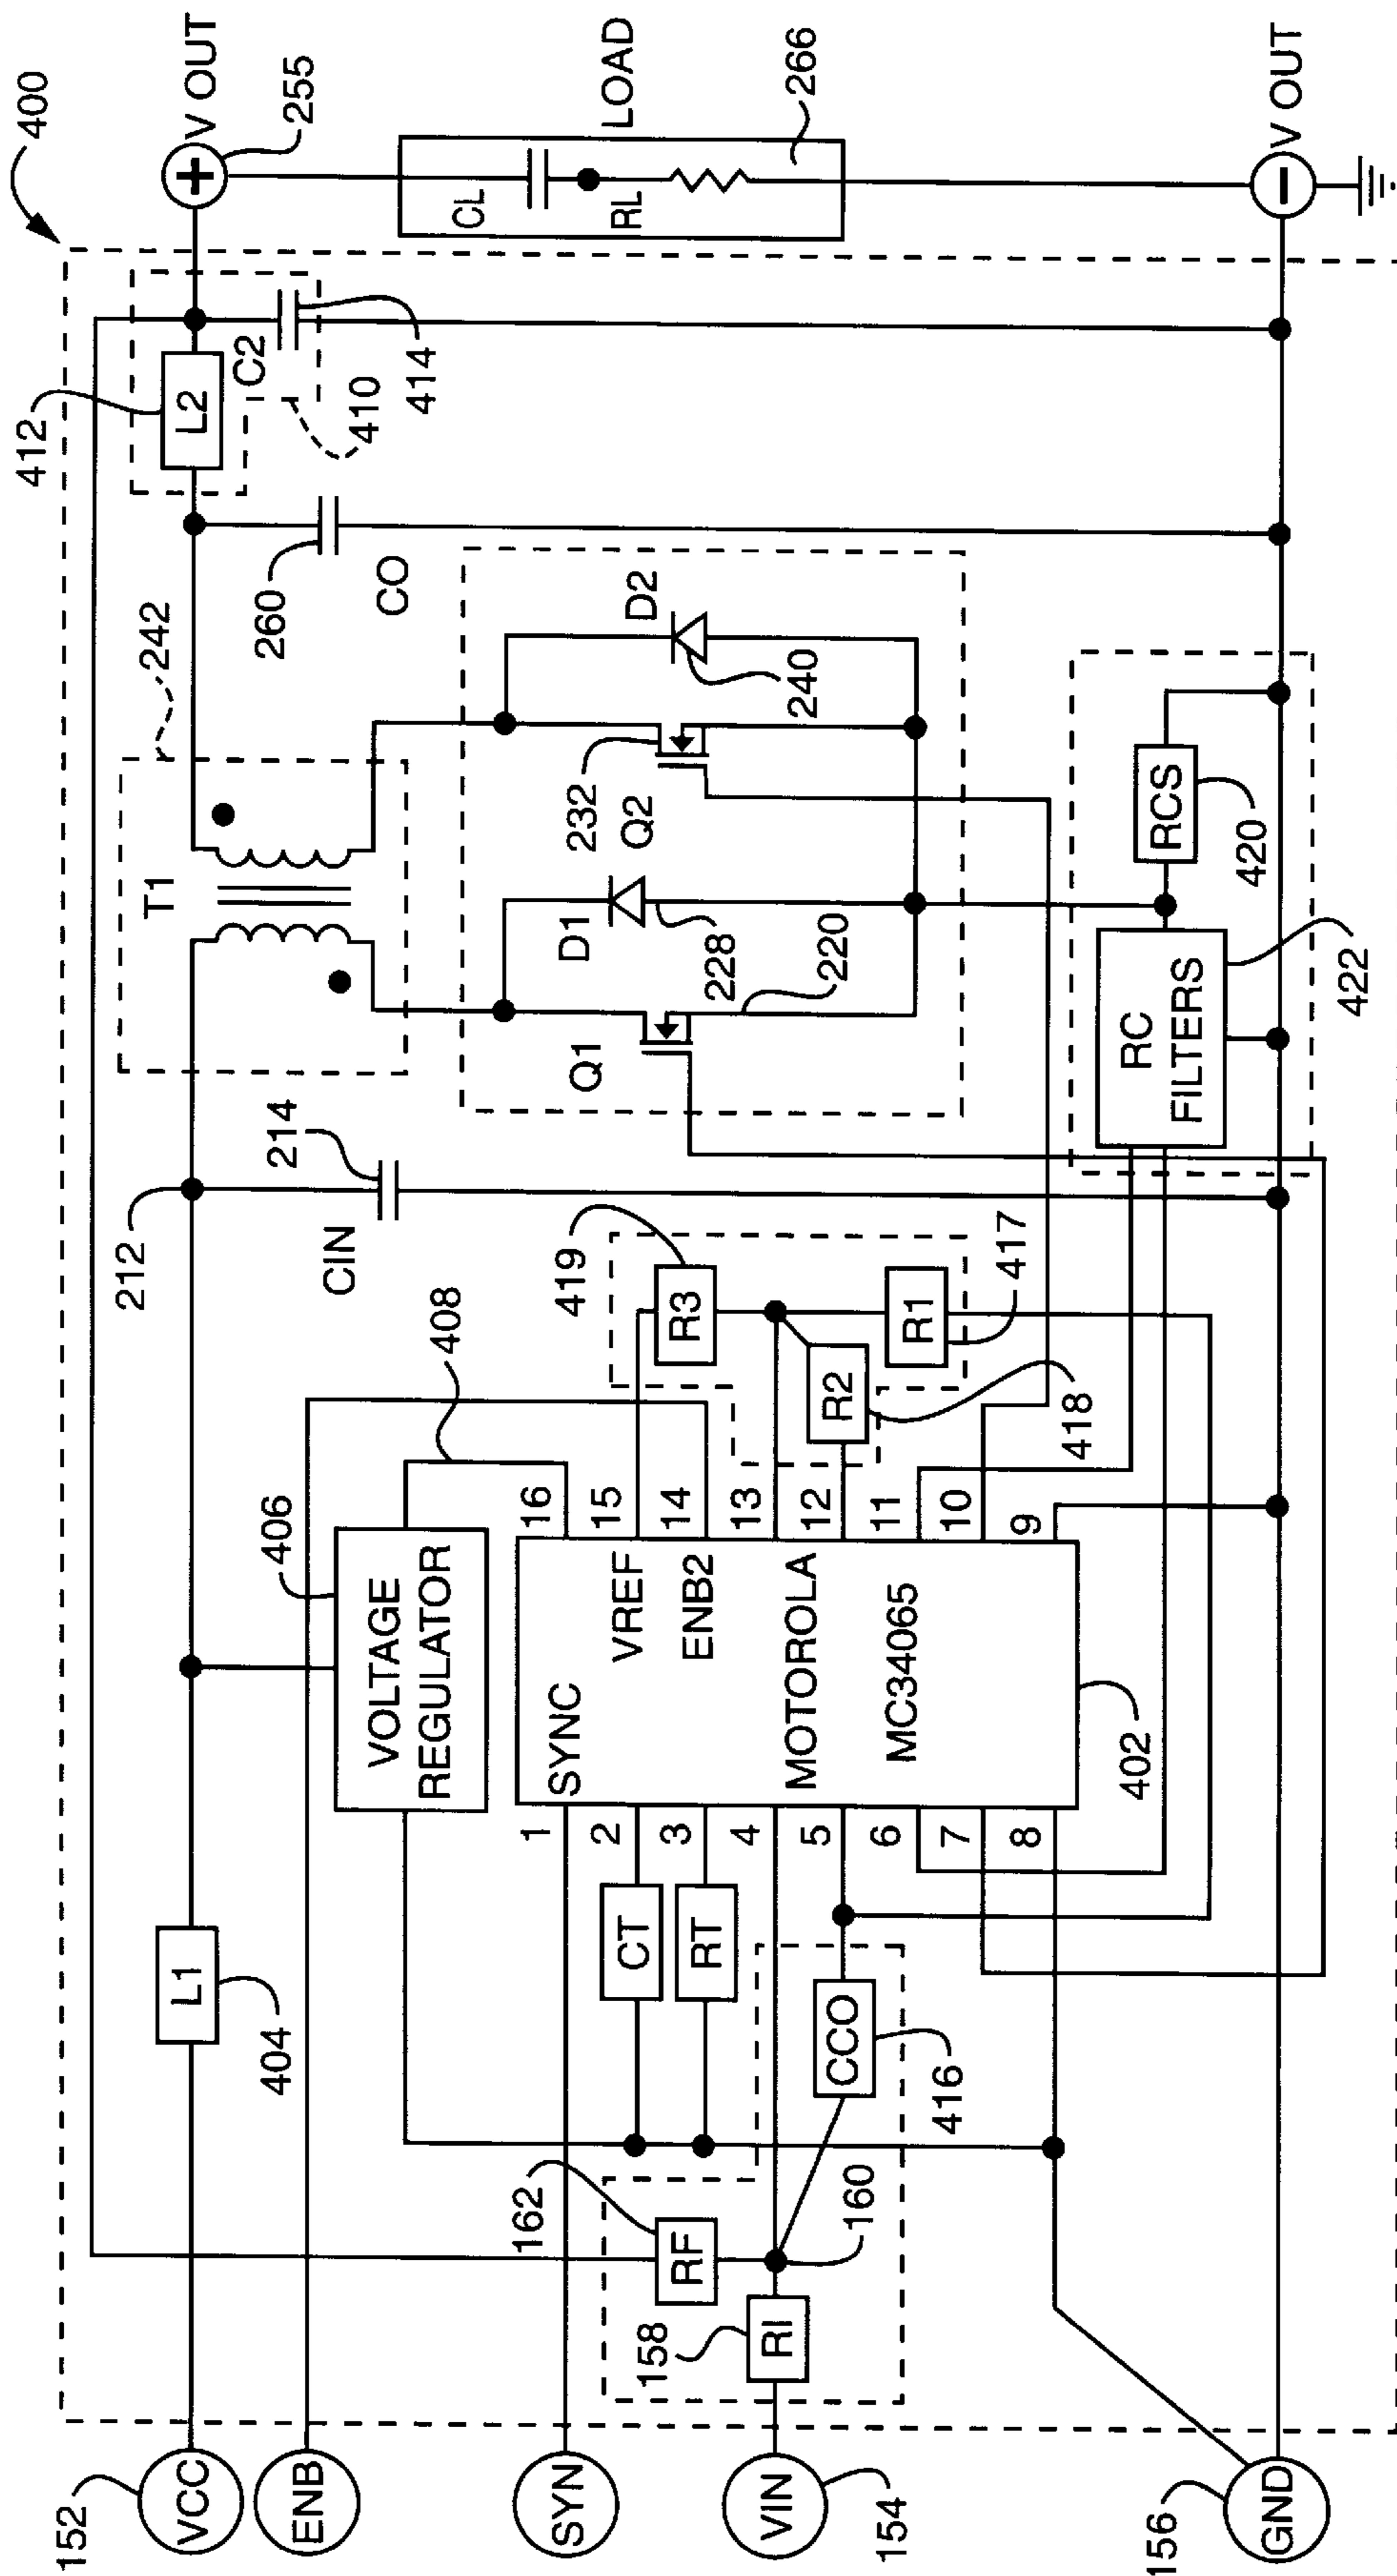 400
412
L2
C2
414
410
V OUT
255
CL
RL
LOAD
266
V OUT
242
T1
260
CO
D2
240
232
Q2
D1
228
220
Q1
RCS
420
RC
FILTERS
422
212
214
CIN
408
406
VOLTAGE
REGULATOR
419
R3
R2
R1
417
418
16
15
14
13
12
11
10
9
SYNC
VREF
ENB2
MOTOROLA
MC34065
402
1
2
3
4
5
6
7
8
L1
404
CT
RT
CCO
416
162
RF
160
158
RI
152
VCC
ENB
SYN
VIN
154
156
GND